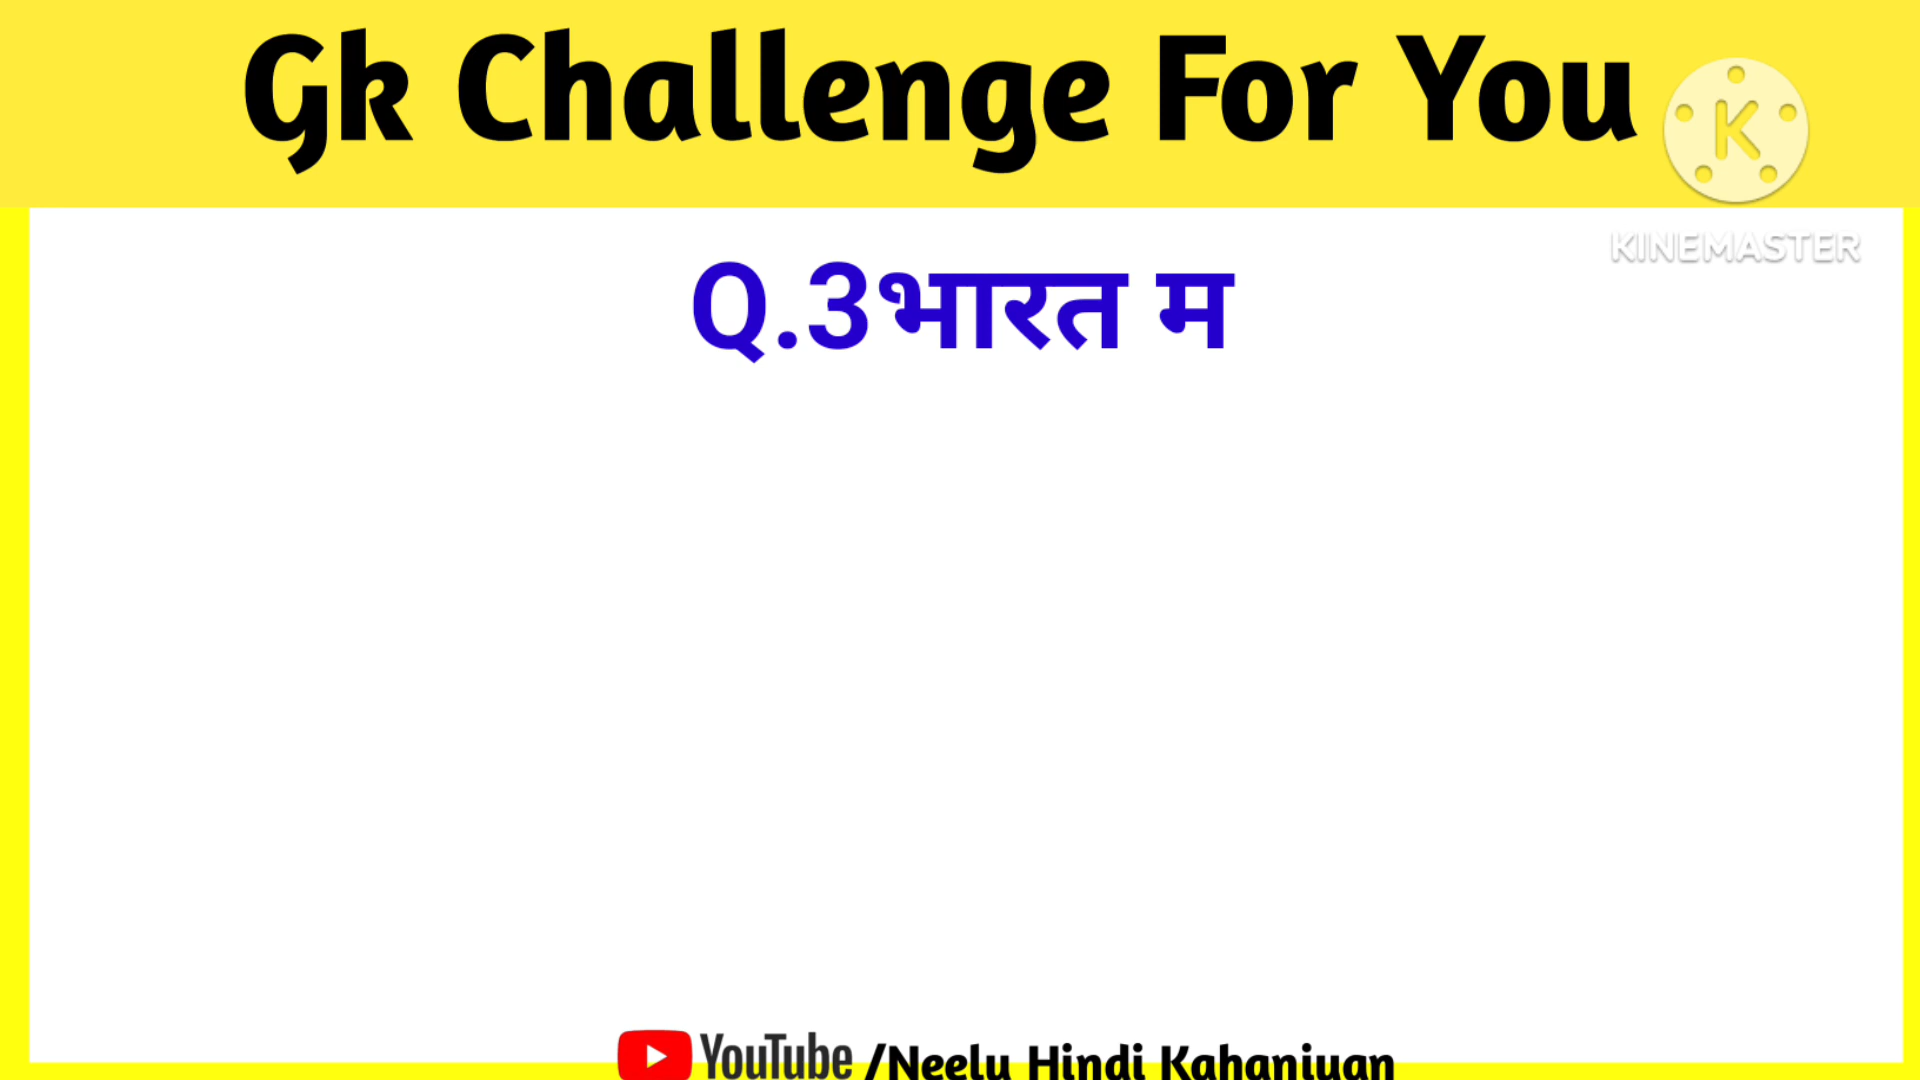 Gk Challenge For You
K
KINEMASTER
Q.3भारत म
YouTube /Neelu Hindi Kahaniyan